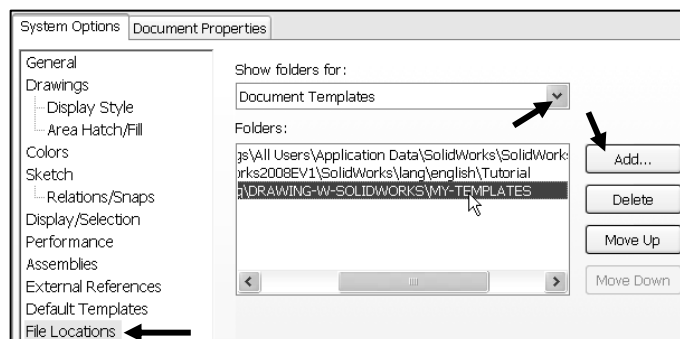 System Options Document Properties
General
Drawings
Display Style
Area Hatch/Fill
Colors
Sketch
Relations/Snaps
Display/Selection
Performance
Assemblies
External References
Default Templates
File Locations
Show folders for:
Document Templates
Folders:
gs\All Users\Application Data\SolidWorks\SolidWork
orks2008EV1\SolidWorks\lang\english\Tutorial
g\DRAWING-W-SOLIDWORKS\MY-TEMPLATES
Add...
Delete
Move Up
Move Down